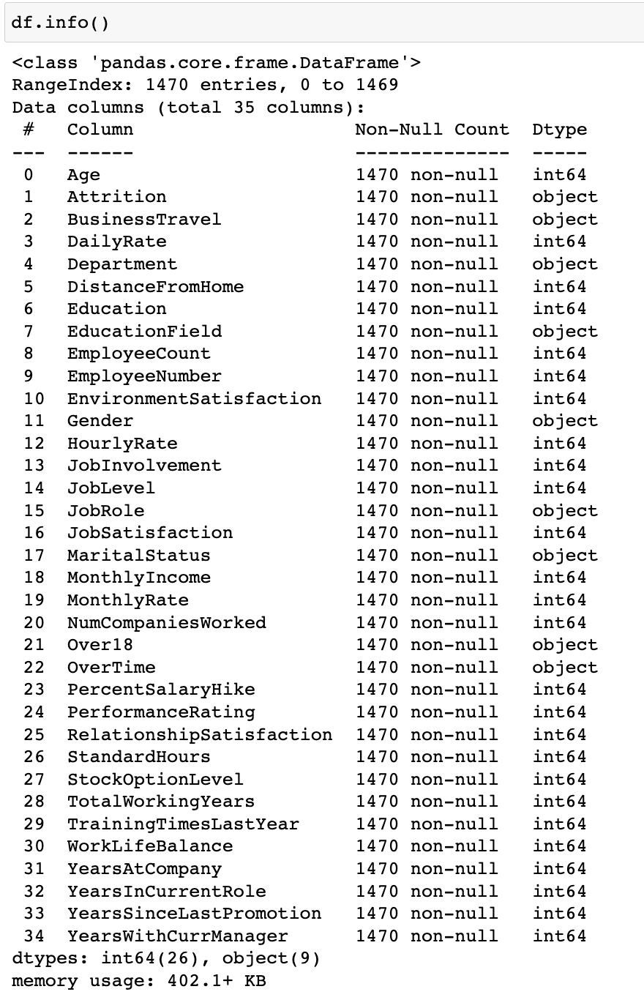 df.info()
<class 'pandas.core.frame.DataFrame'>
RangeIndex: 1470 entries, 0 to 1469
Data columns (total 35 columns):
 #   Column                    Non-Null Count  Dtype
---  ------                    --------------  -----
 0   Age                       1470 non-null   int64
 1   Attrition                 1470 non-null   object
 2   BusinessTravel            1470 non-null   object
 3   DailyRate                 1470 non-null   int64
 4   Department                1470 non-null   object
 5   DistanceFromHome          1470 non-null   int64
 6   Education                 1470 non-null   int64
 7   EducationField            1470 non-null   object
 8   EmployeeCount             1470 non-null   int64
 9   EmployeeNumber            1470 non-null   int64
 10  EnvironmentSatisfaction   1470 non-null   int64
 11  Gender                    1470 non-null   object
 12  HourlyRate                1470 non-null   int64
 13  JobInvolvement            1470 non-null   int64
 14  JobLevel                  1470 non-null   int64
 15  JobRole                   1470 non-null   object
 16  JobSatisfaction           1470 non-null   int64
 17  MaritalStatus             1470 non-null   object
 18  MonthlyIncome             1470 non-null   int64
 19  MonthlyRate               1470 non-null   int64
 20  NumCompaniesWorked        1470 non-null   int64
 21  Over18                    1470 non-null   object
 22  OverTime                  1470 non-null   object
 23  PercentSalaryHike         1470 non-null   int64
 24  PerformanceRating         1470 non-null   int64
 25  RelationshipSatisfaction  1470 non-null   int64
 26  StandardHours             1470 non-null   int64
 27  StockOptionLevel          1470 non-null   int64
 28  TotalWorkingYears         1470 non-null   int64
 29  TrainingTimesLastYear     1470 non-null   int64
 30  WorkLifeBalance           1470 non-null   int64
 31  YearsAtCompany            1470 non-null   int64
 32  YearsInCurrentRole        1470 non-null   int64
 33  YearsSinceLastPromotion   1470 non-null   int64
 34  YearsWithCurrManager      1470 non-null   int64
dtypes: int64(26), object(9)
memory usage: 402.1+ KB